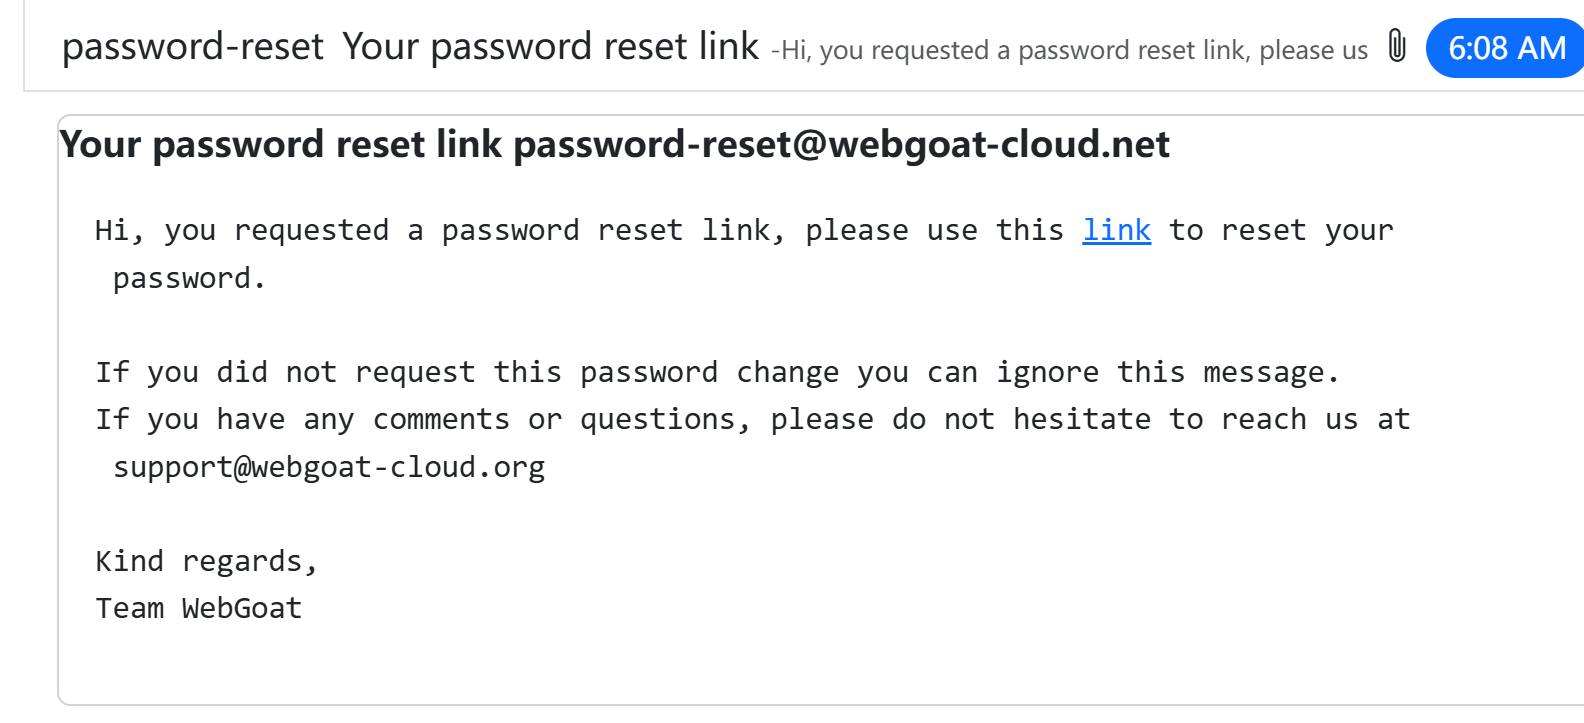 password-reset Your password reset link -Hi, you requested a password reset link, please us 6:08 AM
Your password reset link password-reset@webgoat-cloud.net
Hi, you requested a password reset link, please use this link to reset your
password.
If you did not request this password change you can ignore this message.
If you have any comments or questions, please do not hesitate to reach us at
support@webgoat-cloud.org
Kind regards,
Team WebGoat